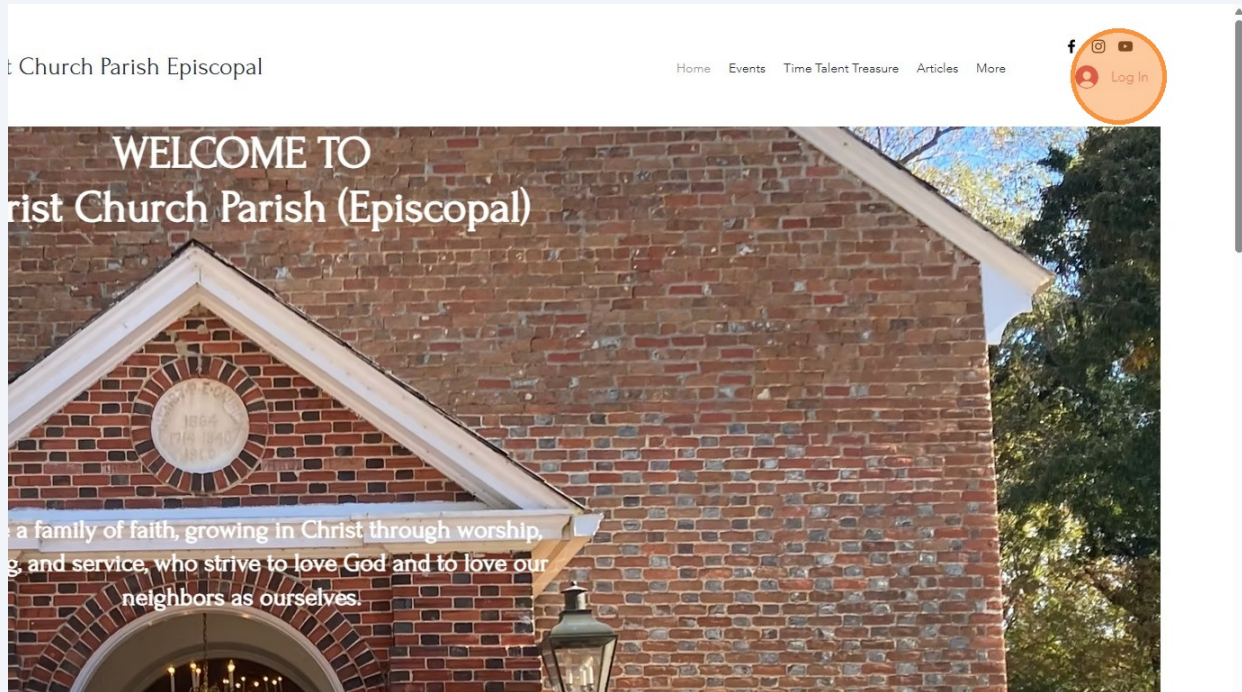 t Church Parish Episcopal
Home Events Time Talent Treasure Articles More
Log In
WELCOME TO
rist Church Parish (Episcopal)
1864
a family of faith, growing in Christ through worship,
g, and service, who strive to love God and to love our
neighbors as ourselves.